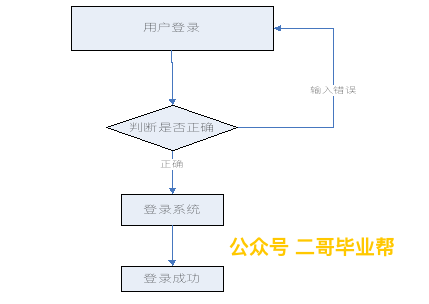 用户登录
输入错误
判断是否正确
正确
登录系统
公众号 二哥毕业帮
登录成功